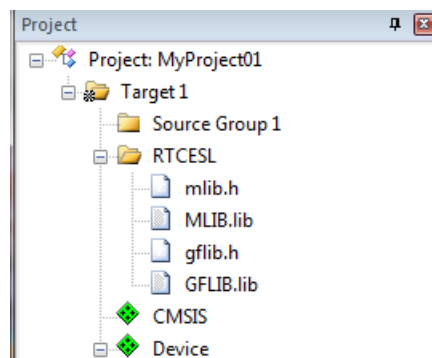 Project
Project: MyProject01
Target 1
Source Group 1
RTCESL
mlib.h
MLIB.lib
gflib.h
GFLIB.lib
CMSIS
Device